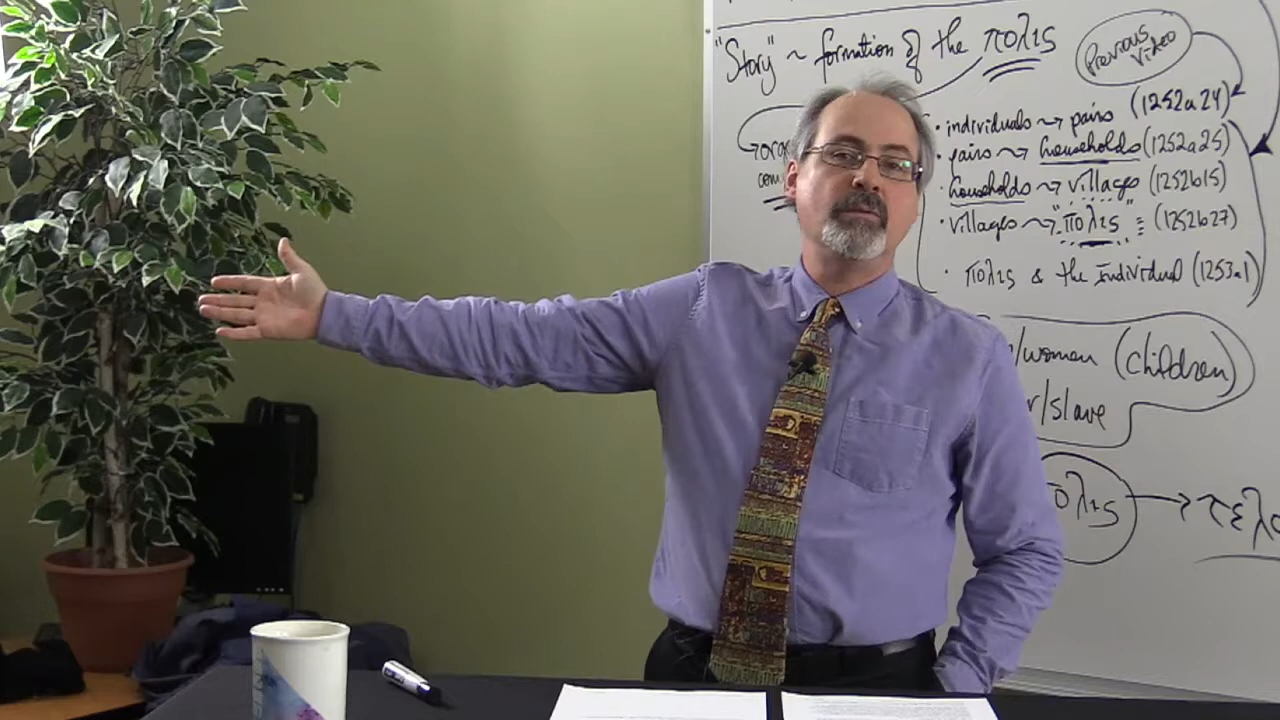 "Story" ~ formation of the πολις
Previous Video
• individuals ~> pairs (1252a24)
• pairs ~> households (1252a25)
• households ~> villages (1252b15)
• villages ~> "πολις" (1252b27)
• πολις & the individual (1253a1)
/women (children)
/slave
πολις → τελ